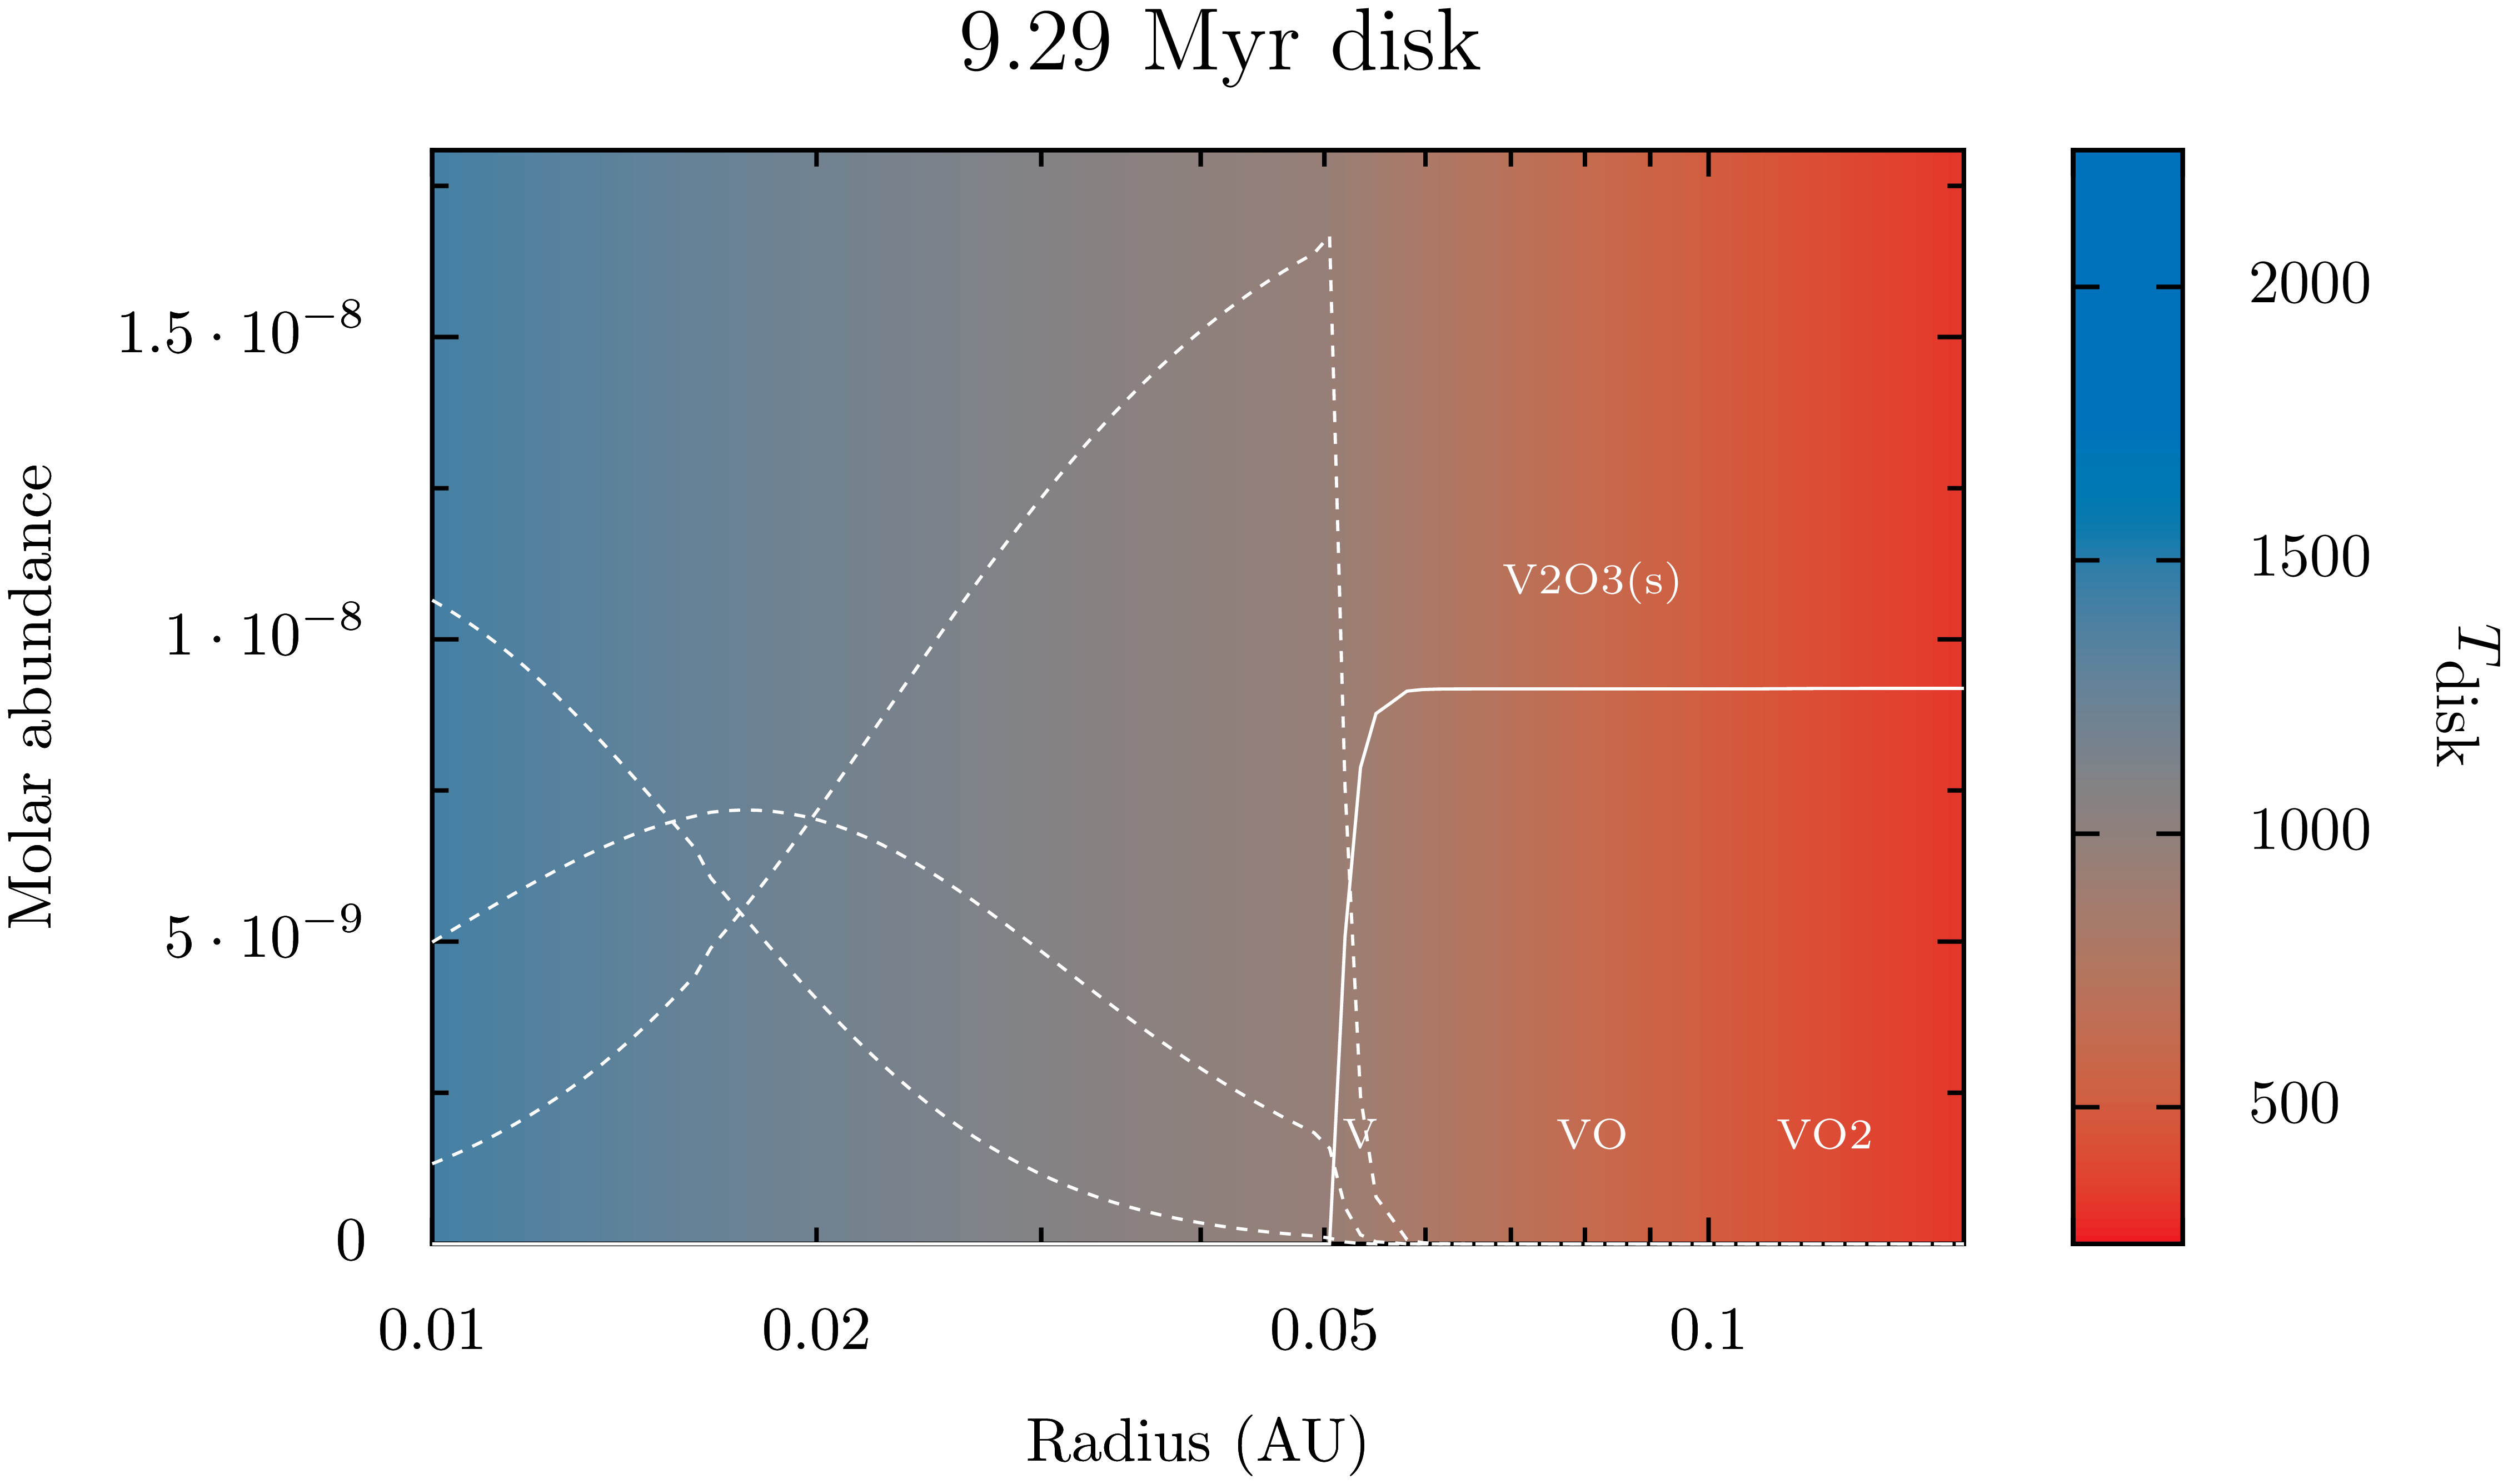 9.29 Myr disk
Molar abundance
1.5 · 10⁻⁸
1 · 10⁻⁸
5 · 10⁻⁹
0
V2O3(s)
V
VO
VO2
0.01
0.02
0.05
0.1
Radius (AU)
2000
1500
1000
500
T_disk